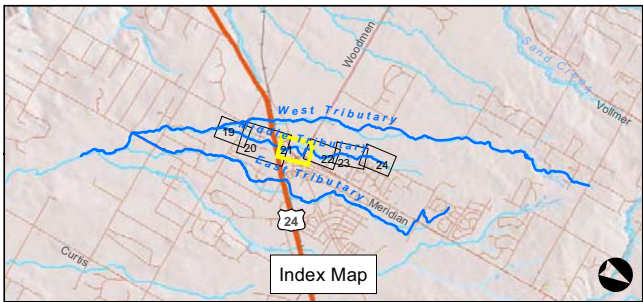 Woodmen
Sand Creek
Vollmer
West Tributary
Middle Tributary
19
20
21
22
23
24
East Tributary
Meridian
24
Curtis
Index Map